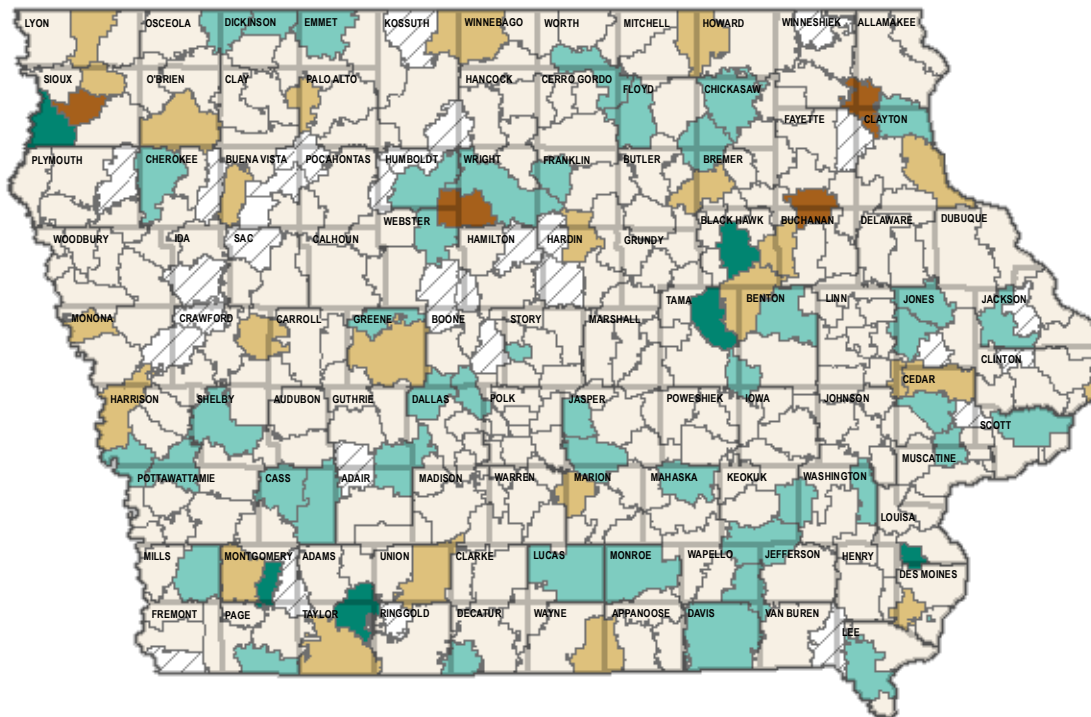 LYON
OSCEOLA
DICKINSON
EMMET
KOSSUTH
WINNEBAGO
WORTH
MITCHELL
HOWARD
WINNESHIEK
ALLAMAKEE
SIOUX
O'BRIEN
CLAY
PALO ALTO
HANCOCK
CERRO GORDO
FLOYD
CHICKASAW
FAYETTE
CLAYTON
PLYMOUTH
CHEROKEE
BUENA VISTA
POCAHONTAS
HUMBOLDT
WRIGHT
FRANKLIN
BUTLER
BREMER
WEBSTER
BLACK HAWK
BUCHANAN
DELAWARE
DUBUQUE
WOODBURY
IDA
SAC
CALHOUN
HAMILTON
HARDIN
GRUNDY
TAMA
BENTON
LINN
JONES
JACKSON
MONONA
CRAWFORD
CARROLL
GREENE
BOONE
STORY
MARSHALL
CLINTON
CEDAR
HARRISON
SHELBY
AUDUBON
GUTHRIE
DALLAS
POLK
JASPER
POWESHIEK
IOWA
JOHNSON
SCOTT
MUSCATINE
POTTAWATTAMIE
CASS
ADAIR
MADISON
WARREN
MARION
MAHASKA
KEOKUK
WASHINGTON
LOUISA
MILLS
MONTGOMERY
ADAMS
UNION
CLARKE
LUCAS
MONROE
WAPELLO
JEFFERSON
HENRY
DES MOINES
FREMONT
PAGE
TAYLOR
RINGGOLD
DECATUR
WAYNE
APPANOOSE
DAVIS
VAN BUREN
LEE